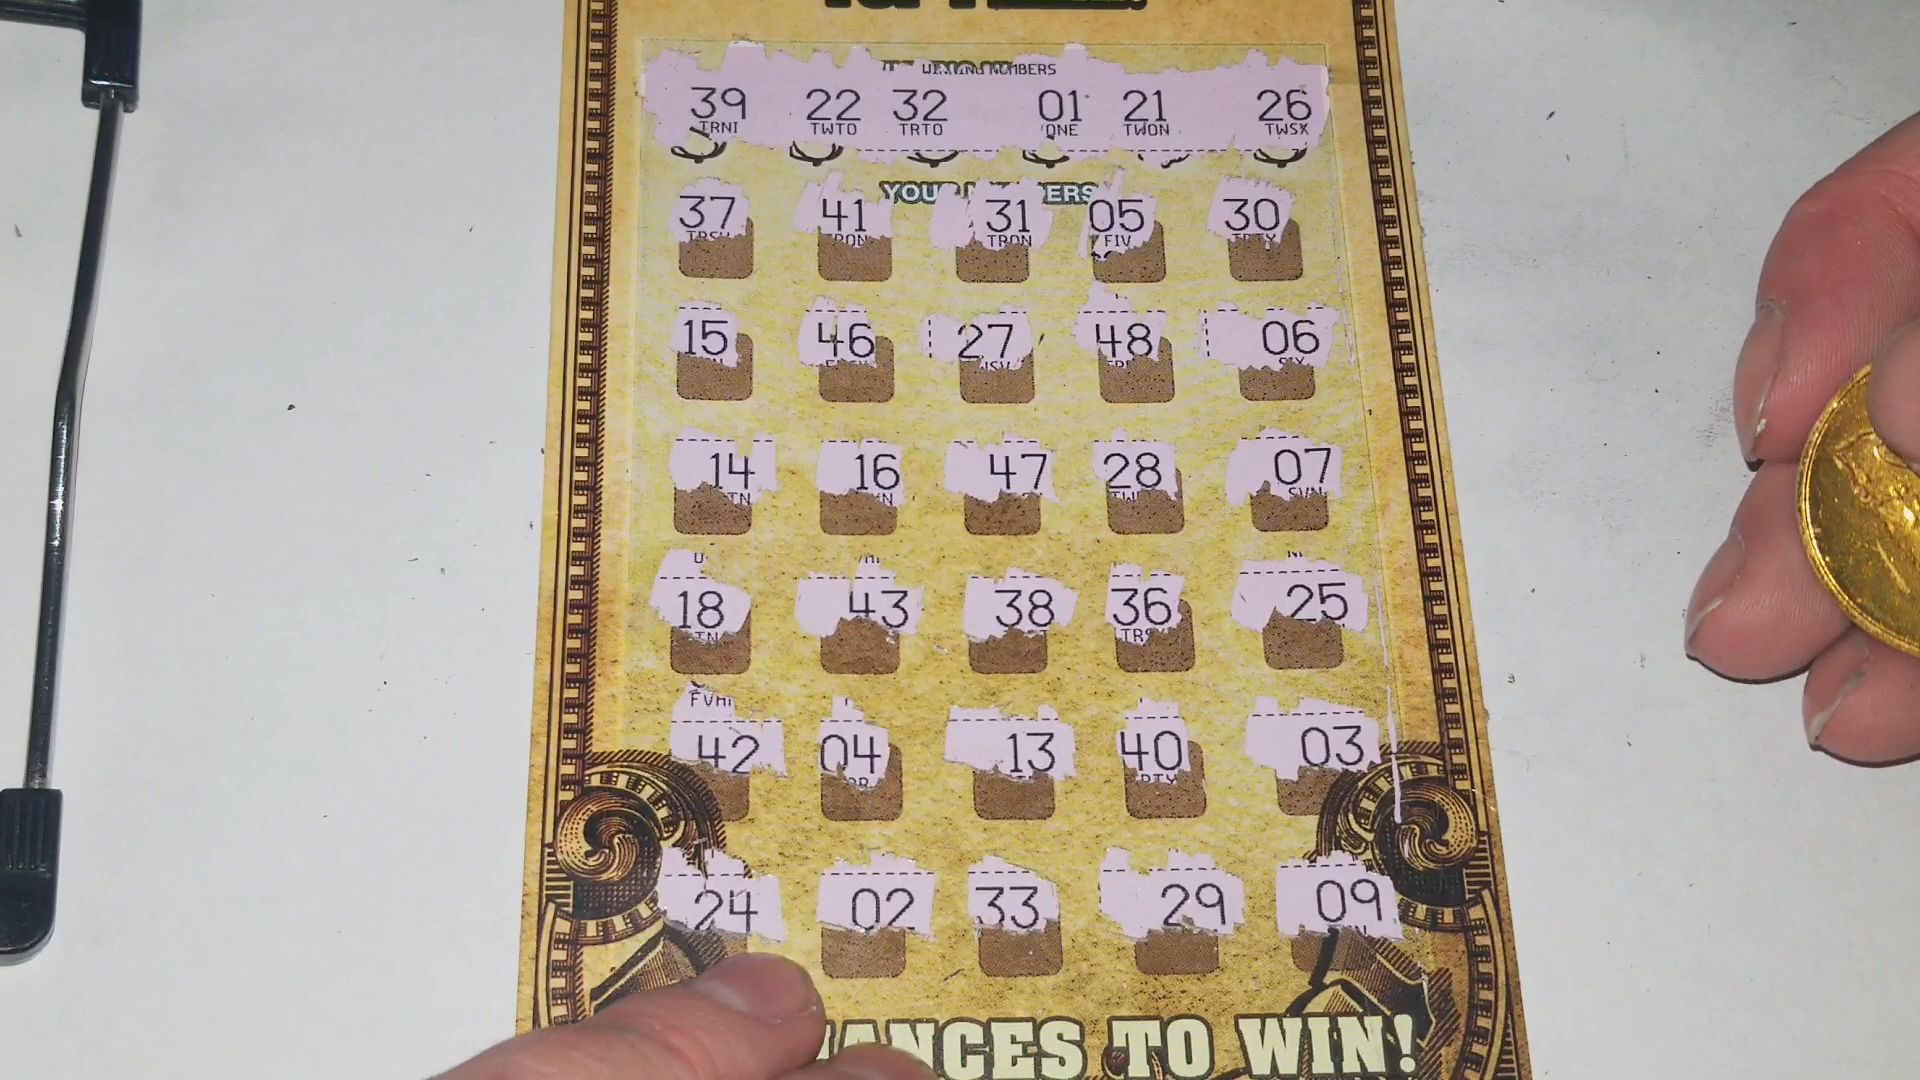 WINNING NUMBERS
39 22 32 01 21 26
TRNI TWTO TRTO ONE TWON TWSX
YOUR NUMBERS
37 41 31 05 30
TRON FIV
15 46 27 48 06
SIX
14 16 47 28 07
SVN
18 43 38 36 25
42 04 13 40 03
24 02 33 29 09
CHANCES TO WIN!